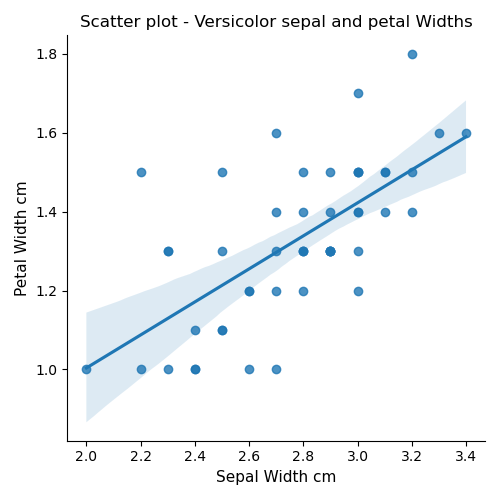 Scatter plot - Versicolor sepal and petal Widths
1.8
1.6
1.4
1.2
1.0
Petal Width cm
2.0 2.2 2.4 2.6 2.8 3.0 3.2 3.4
Sepal Width cm